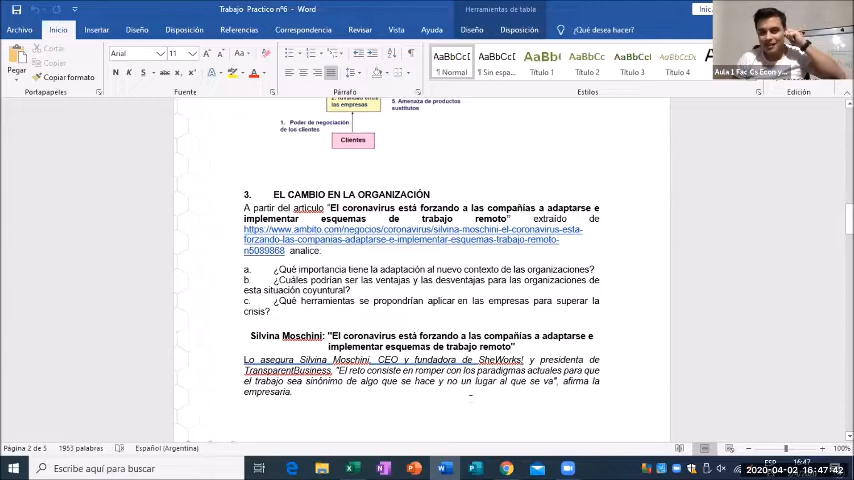 Trabajo Practico nº6 - Word
Herramientas de tabla
Archivo
Inicio
Insertar
Diseño
Disposición
Referencias
Correspondencia
Revisar
Vista
Ayuda
Diseño
Disposición
¿Qué desea hacer?
Pegar
Cortar
Copiar
Copiar formato
Portapapeles
Arial
11
N K S abc
Fuente
Párrafo
AaBbCcDc
¶ Normal
AaBbCcDc
¶ Sin espa...
AaBbC
Título 1
AaBbCc
Título 2
AaBbCcI
Título 3
AaBbCcDc
Título 4
Estilos
Edición
Aula 1 Fac Cs Econ y...
2. Rivalidad entre
las empresas
5. Amenaza de productos
sustitutos
1. Poder de negociación
de los clientes
Clientes
3. EL CAMBIO EN LA ORGANIZACIÓN
A partir del articulo "El coronavirus está forzando a las compañías a adaptarse e
implementar esquemas de trabajo remoto" extraído de
https://www.ambito.com/negocios/coronavirus/silvina-moschini-el-coronavirus-esta-
forzando-las-companias-adaptarse-e-implementar-esquemas-trabajo-remoto-
n5089868 analice:
a. ¿Qué importancia tiene la adaptación al nuevo contexto de las organizaciones?
b. ¿Cuáles podrían ser las ventajas y las desventajas para las organizaciones de
esta situación coyuntural?
c. ¿Qué herramientas se propondrían aplicar en las empresas para superar la
crisis?
Silvina Moschini: "El coronavirus está forzando a las compañías a adaptarse e
implementar esquemas de trabajo remoto"
Lo asegura Silvina Moschini, CEO y fundadora de SheWorks! y presidenta de
TransparentBusiness. "El reto consiste en romper con los paradigmas actuales para que
el trabajo sea sinónimo de algo que se hace y no un lugar al que se va", afirma la
empresaria.
Página 2 de 5
1953 palabras
Español (Argentina)
100%
Escribe aquí para buscar
ESP
16:47
2020-04-02 16:47:42